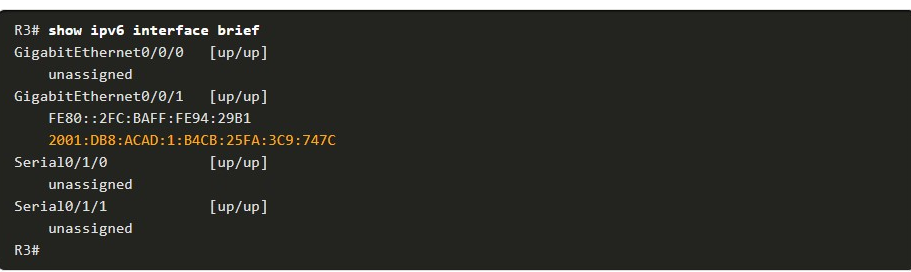 R3# show ipv6 interface brief
GigabitEthernet0/0/0   [up/up]
    unassigned
GigabitEthernet0/0/1   [up/up]
    FE80::2FC:BAFF:FE94:29B1
    2001:DB8:ACAD:1:B4CB:25FA:3C9:747C
Serial0/1/0            [up/up]
    unassigned
Serial0/1/1            [up/up]
    unassigned
R3#